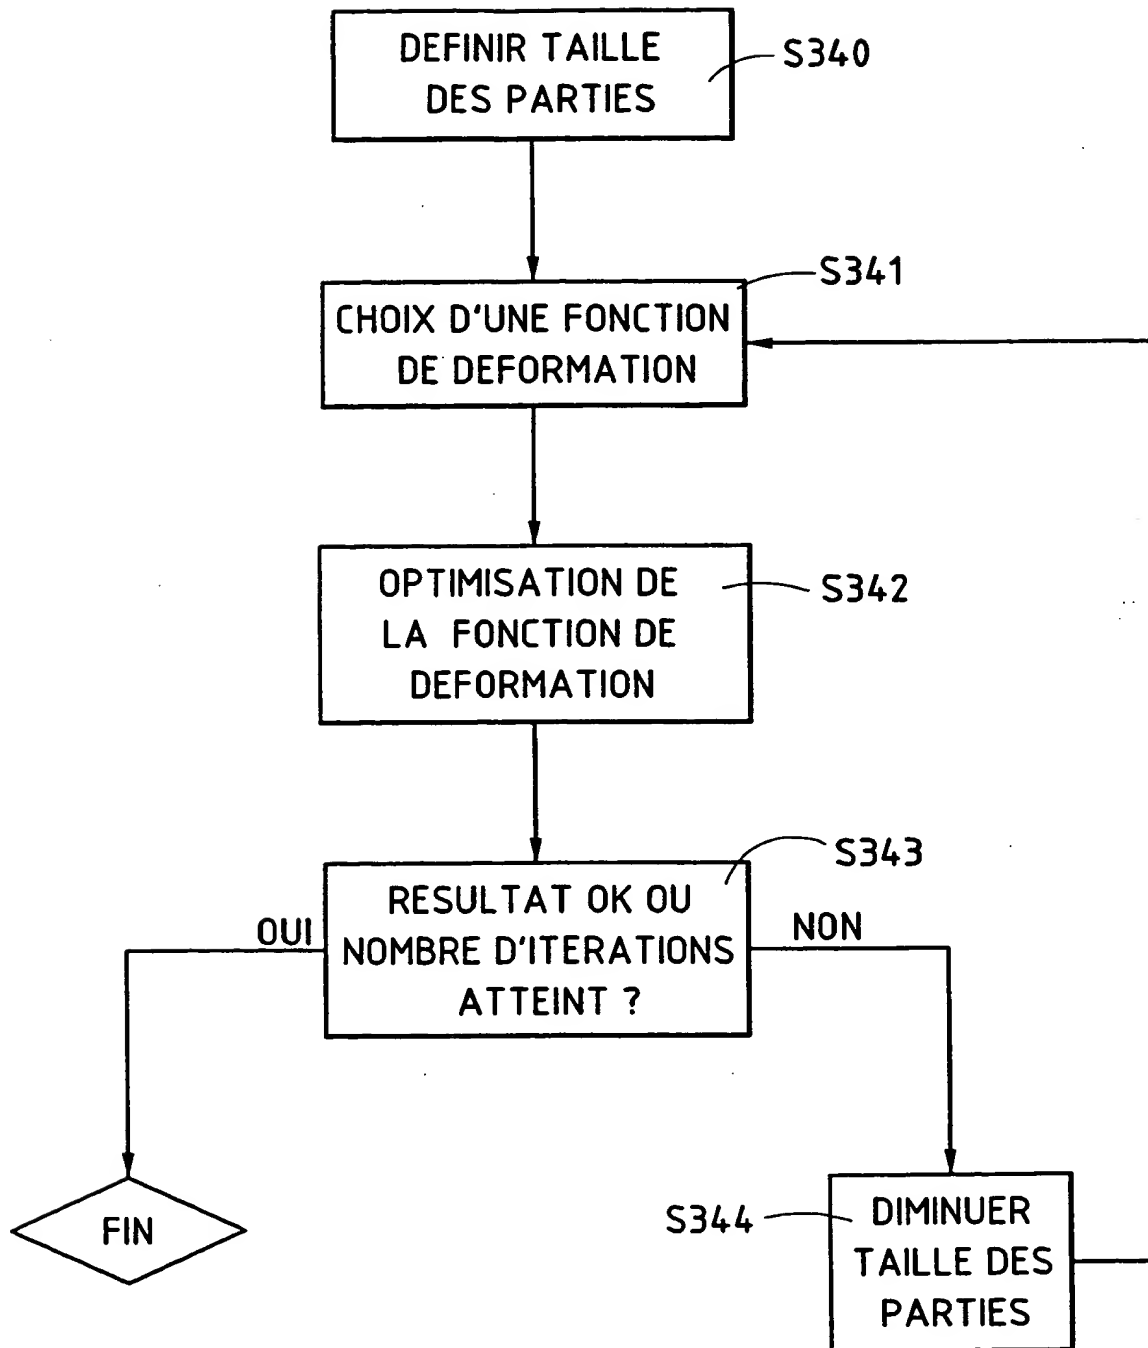 DEFINIR TAILLE
DES PARTIES
S340
CHOIX D'UNE FONCTION
DE DEFORMATION
S341
OPTIMISATION DE
LA FONCTION DE
DEFORMATION
S342
RESULTAT OK OU
NOMBRE D'ITERATIONS
ATTEINT ?
S343
OUI
NON
FIN
S344
DIMINUER
TAILLE DES
PARTIES